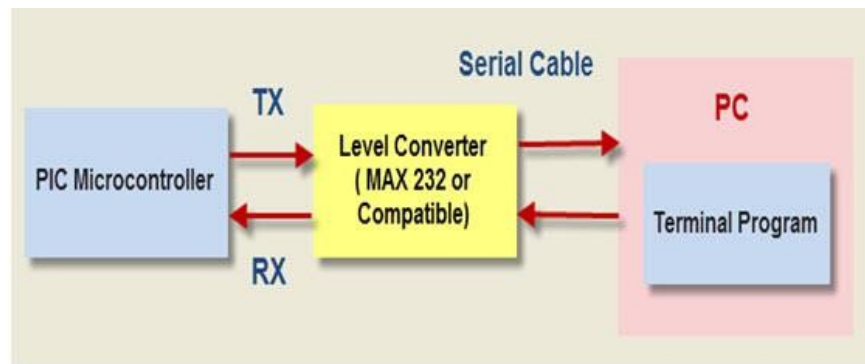 Serial Cable
TX
PC
PIC Microcontroller
Level Converter
( MAX 232 or
Compatible)
Terminal Program
RX